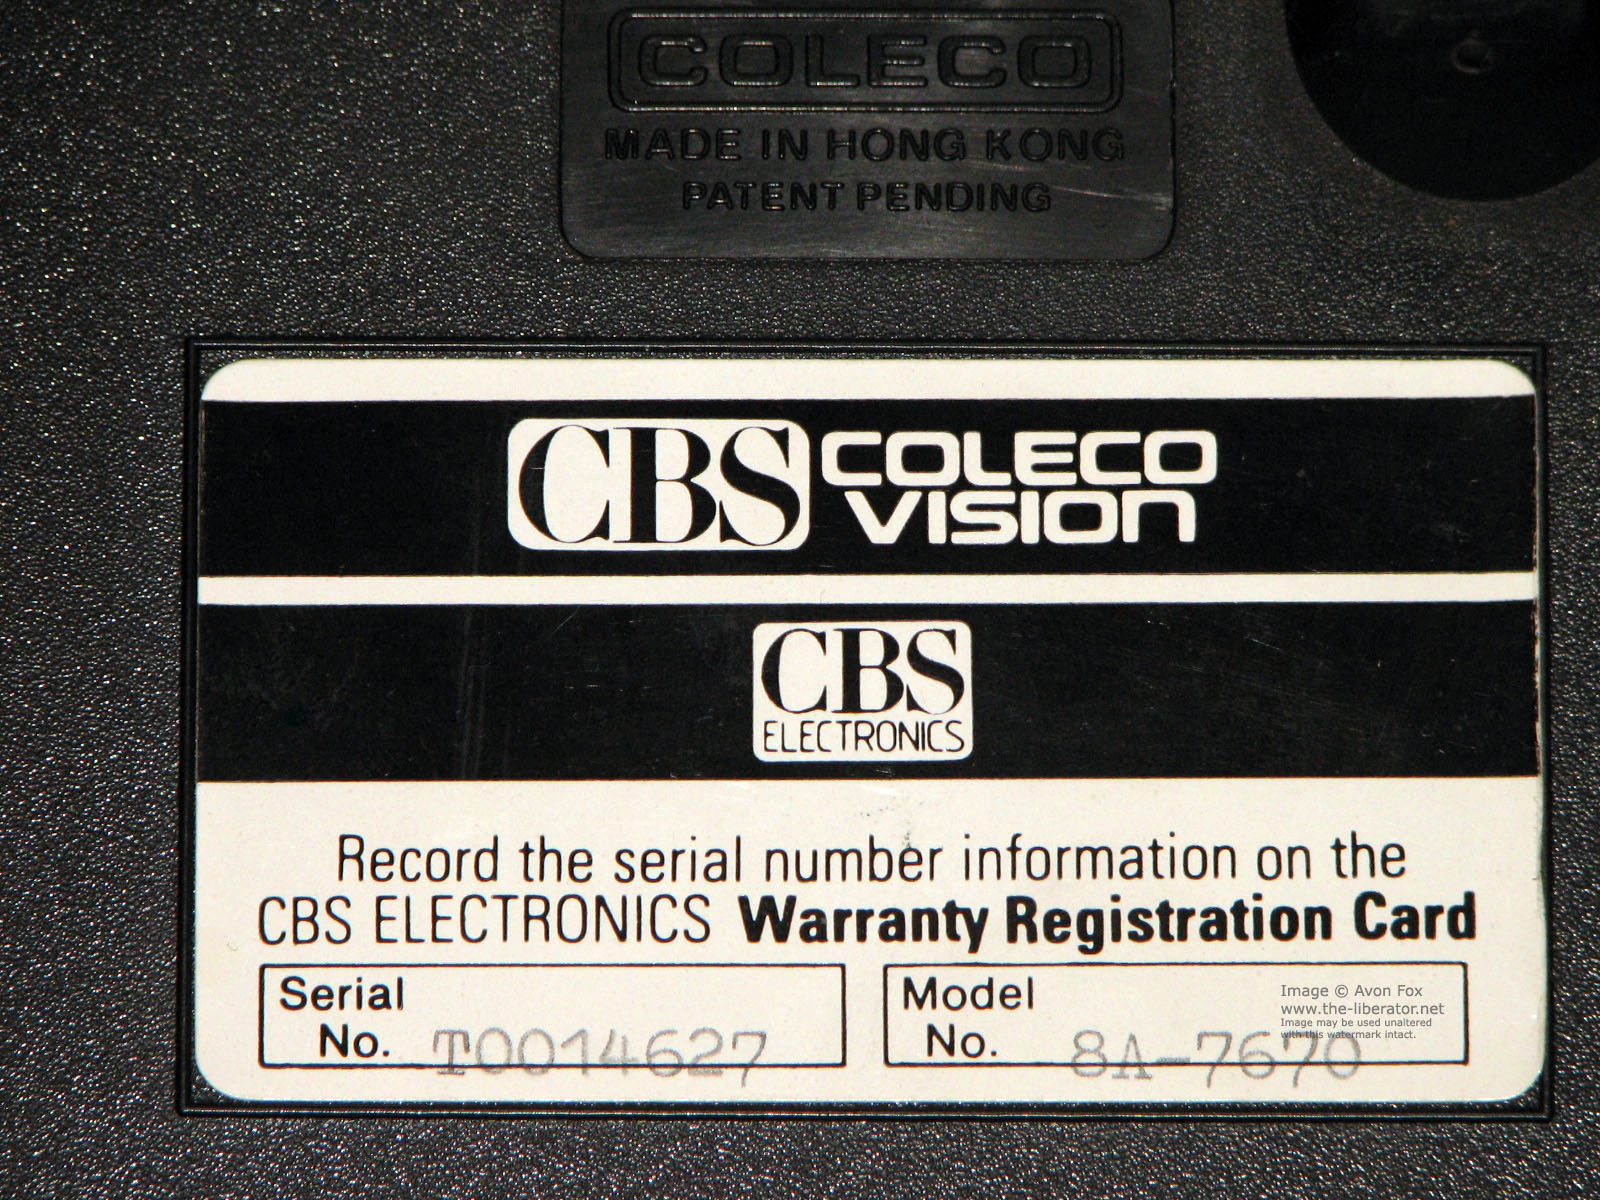 COLECO
MADE IN HONG KONG
PATENT PENDING
CBS COLECO
VISION
CBS
ELECTRONICS
Record the serial number information on the
CBS ELECTRONICS Warranty Registration Card
Serial
No. T0014627
Model
No. 8A-7670
Image © Avon Fox
www.the-liberator.net
Image may be used unaltered
with this watermark intact.